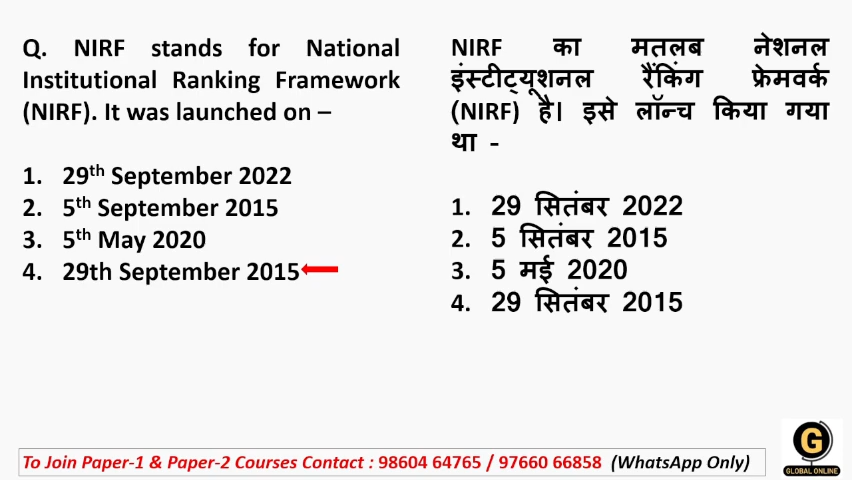 Q. NIRF stands for National
Institutional Ranking Framework
(NIRF). It was launched on –
1. 29th September 2022
2. 5th September 2015
3. 5th May 2020
4. 29th September 2015
NIRF का मतलब नेशनल
इंस्टीट्यूशनल रैंकिंग फ्रेमवर्क
(NIRF) है। इसे लॉन्च किया गया
था -
1. 29 सितंबर 2022
2. 5 सितंबर 2015
3. 5 मई 2020
4. 29 सितंबर 2015
To Join Paper-1 & Paper-2 Courses Contact : 98604 64765 / 97660 66858 (WhatsApp Only)
G
GLOBAL ONLINE